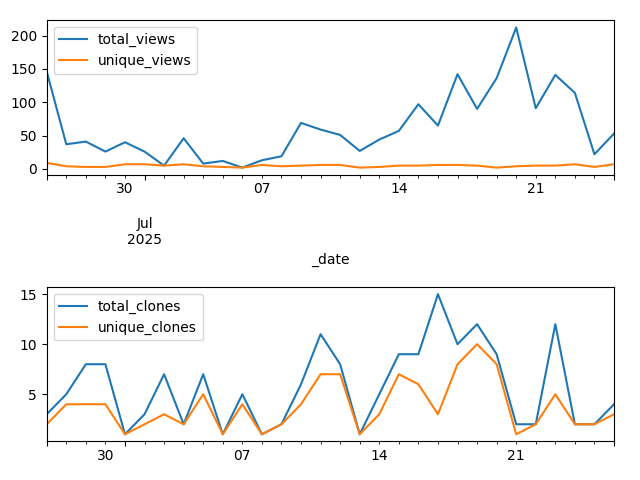 200
150
100
50
0
total_views
unique_views
30
07
14
21
Jul
2025
_date
15
10
5
total_clones
unique_clones
30
07
14
21